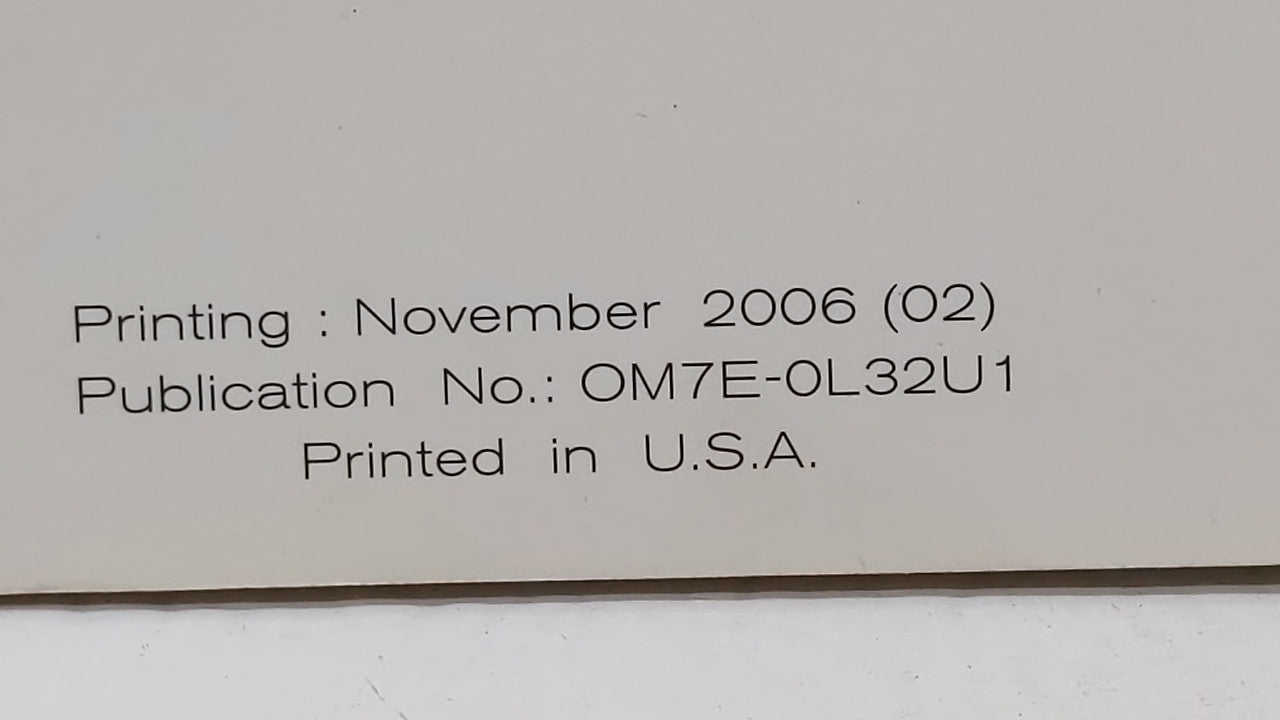 Printing : November 2006 (02)
Publication No.: OM7E-0L32U1
Printed in U.S.A.